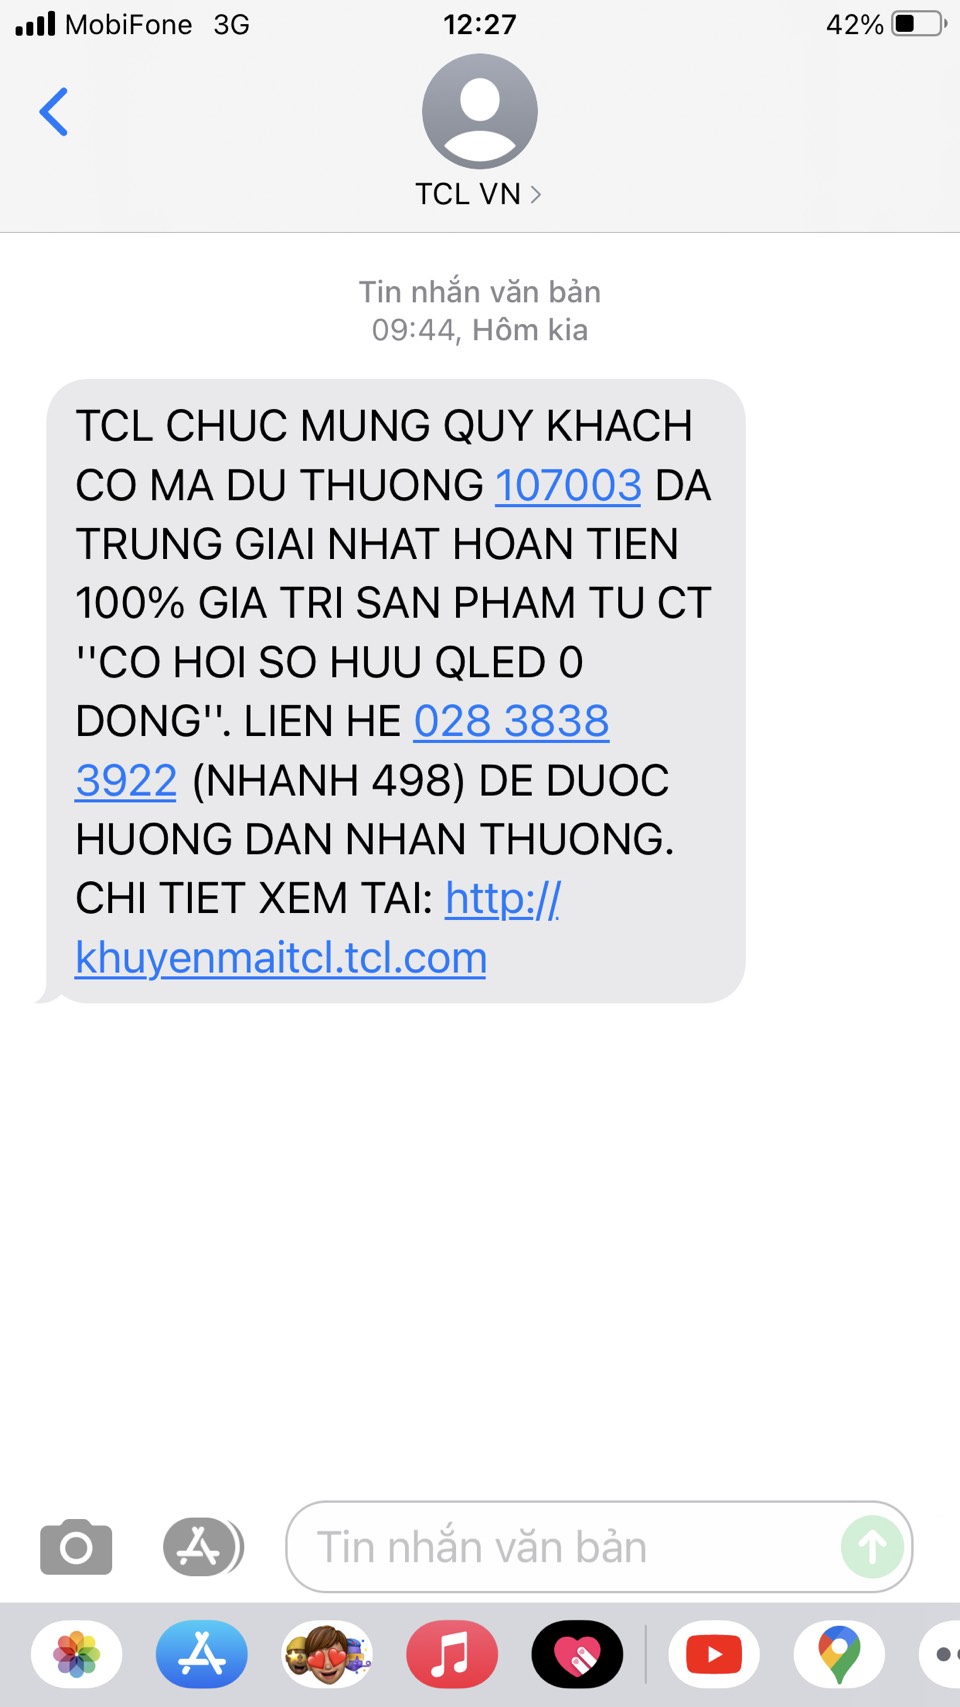 MobiFone 3G 12:27 42%
TCL VN
Tin nhắn văn bản
09:44, Hôm kia
TCL CHUC MUNG QUY KHACH
CO MA DU THUONG 107003 DA
TRUNG GIAI NHAT HOAN TIEN
100% GIA TRI SAN PHAM TU CT
''CO HOI SO HUU QLED 0
DONG''. LIEN HE 028 3838
3922 (NHANH 498) DE DUOC
HUONG DAN NHAN THUONG.
CHI TIET XEM TAI: http://
khuyenmaitcl.tcl.com
Tin nhắn văn bản